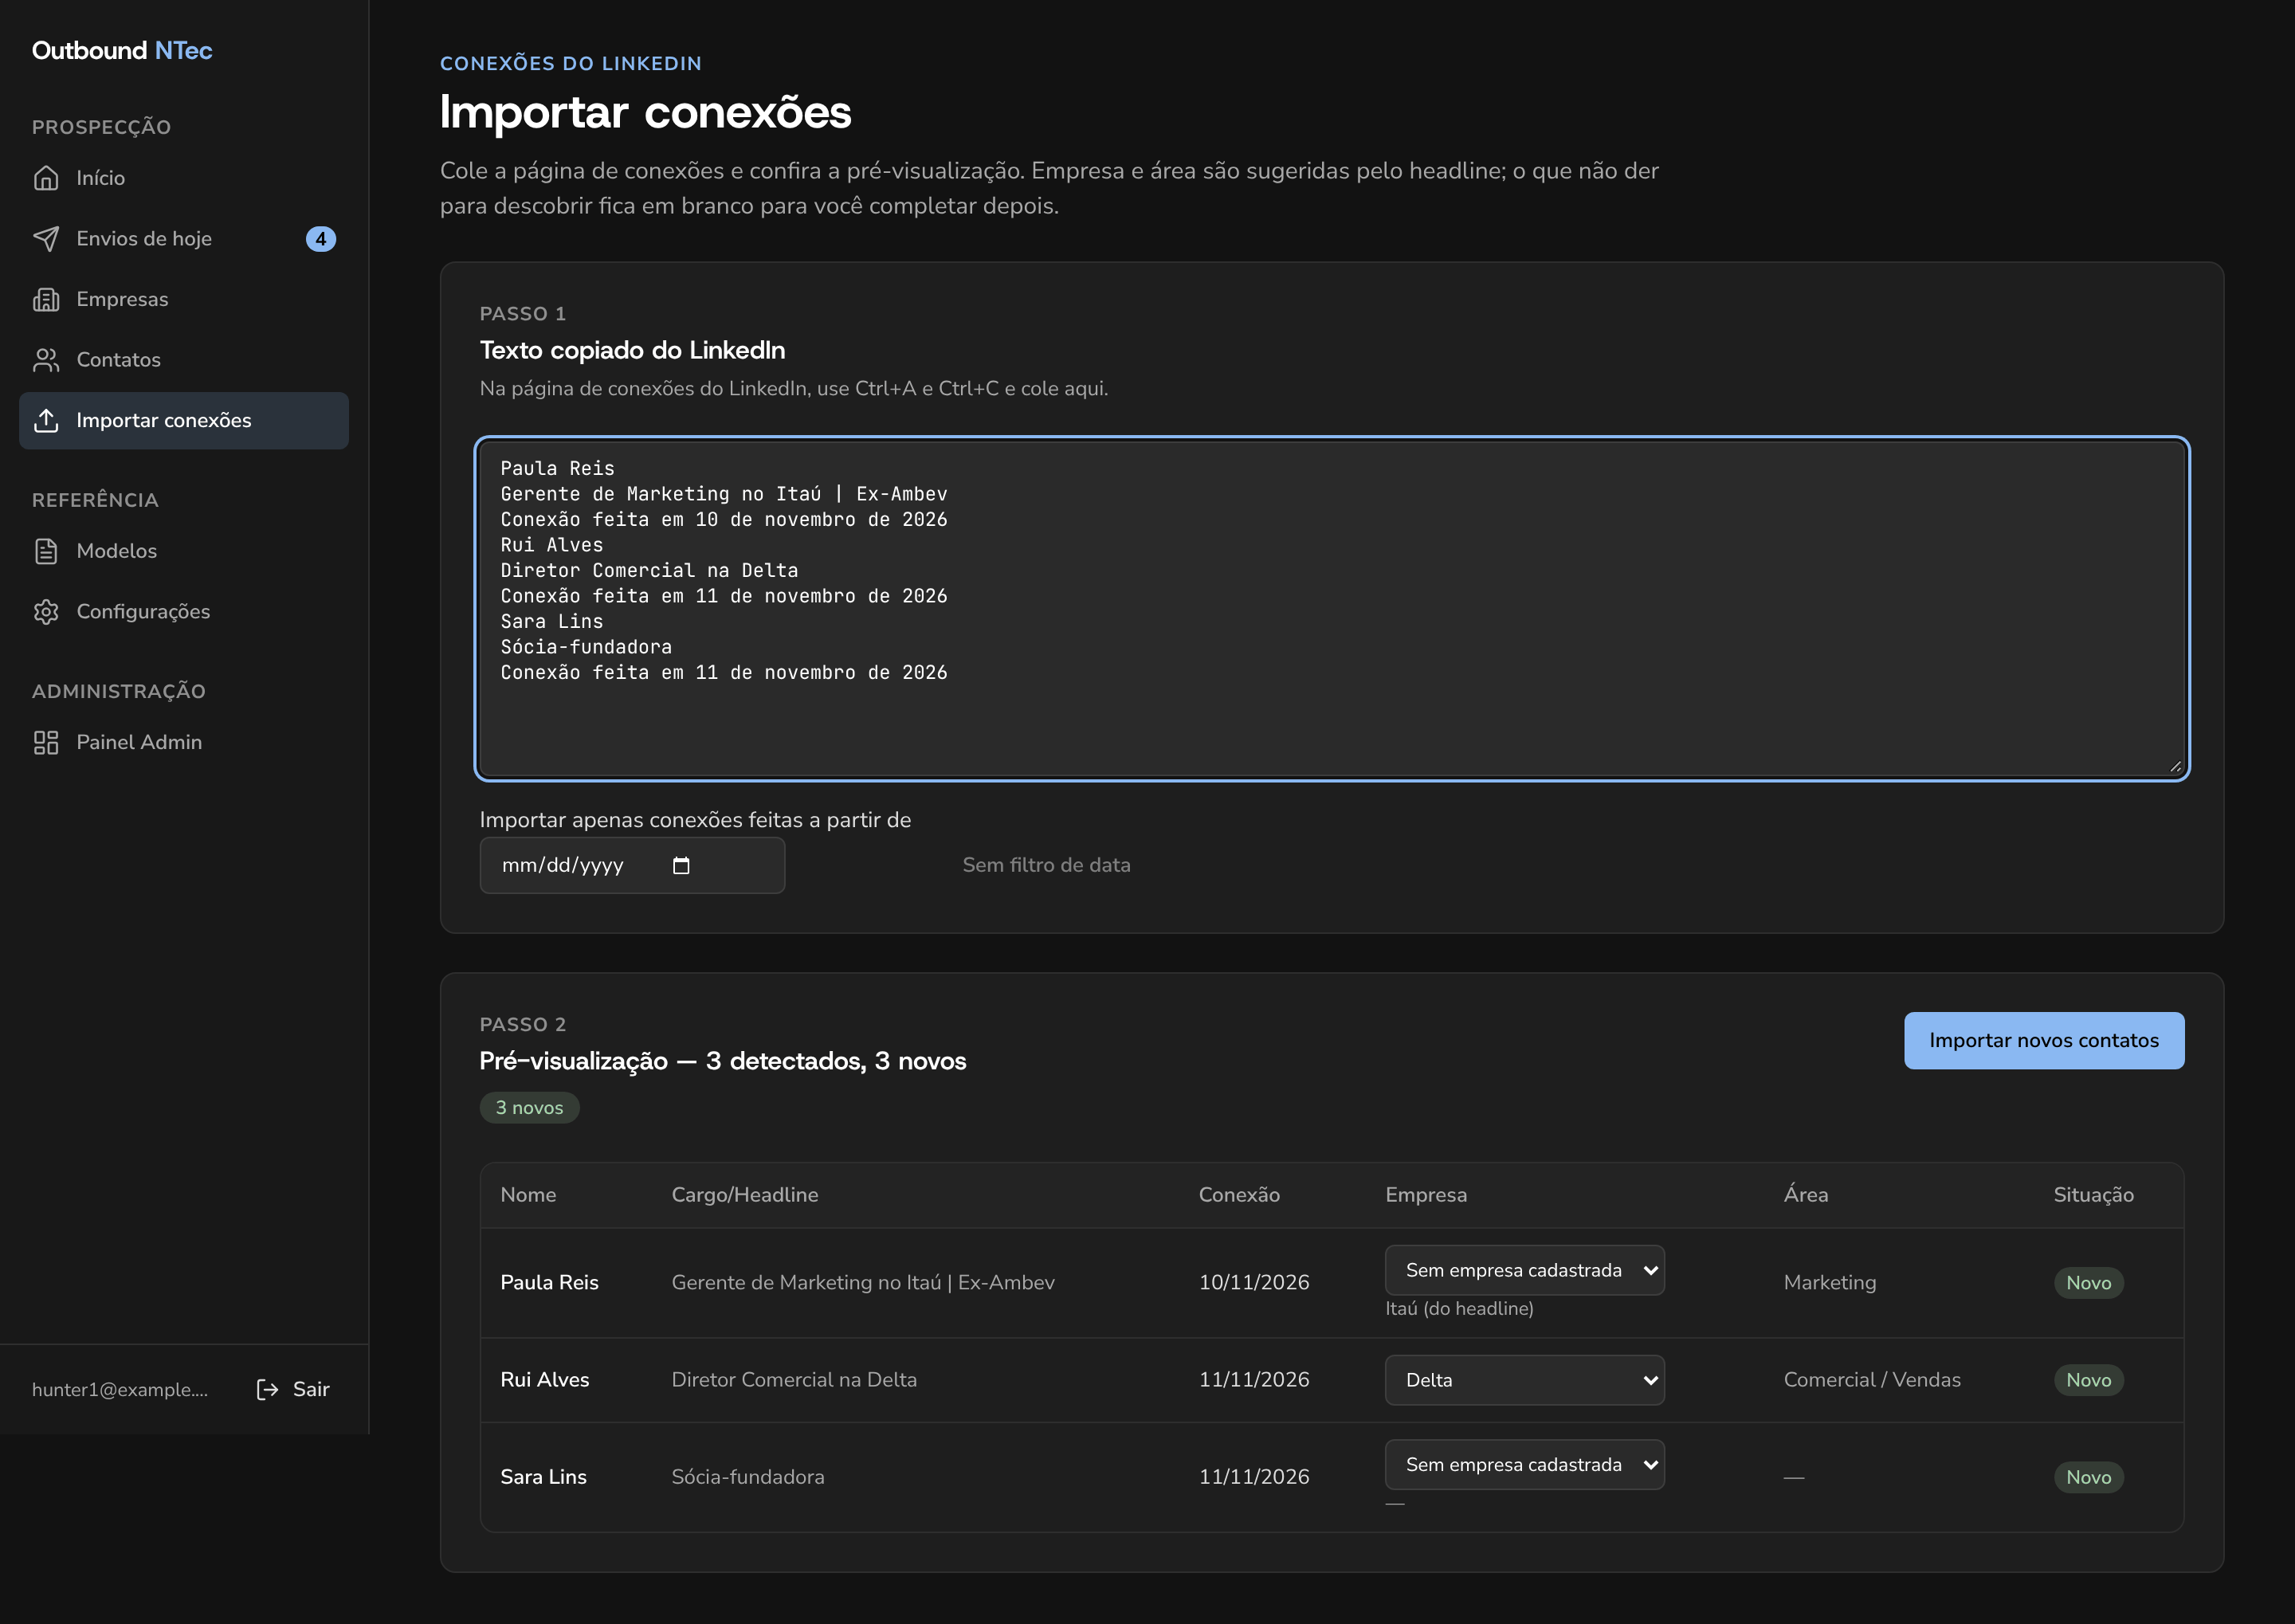 Outbound NTec
PROSPECÇÃO
Início
Envios de hoje 4
Empresas
Contatos
Importar conexões
REFERÊNCIA
Modelos
Configurações
ADMINISTRAÇÃO
Painel Admin
hunter1@example.... Sair
CONEXÕES DO LINKEDIN
Importar conexões
Cole a página de conexões e confira a pré-visualização. Empresa e área são sugeridas pelo headline; o que não der
para descobrir fica em branco para você completar depois.
PASSO 1
Texto copiado do LinkedIn
Na página de conexões do LinkedIn, use Ctrl+A e Ctrl+C e cole aqui.
Paula Reis
Gerente de Marketing no Itaú | Ex-Ambev
Conexão feita em 10 de novembro de 2026
Rui Alves
Diretor Comercial na Delta
Conexão feita em 11 de novembro de 2026
Sara Lins
Sócia-fundadora
Conexão feita em 11 de novembro de 2026
Importar apenas conexões feitas a partir de
mm/dd/yyyy Sem filtro de data
PASSO 2
Pré-visualização — 3 detectados, 3 novos
Importar novos contatos
3 novos
Nome Cargo/Headline Conexão Empresa Área Situação
Paula Reis Gerente de Marketing no Itaú | Ex-Ambev 10/11/2026 Sem empresa cadastrada Marketing Novo
Itaú (do headline)
Rui Alves Diretor Comercial na Delta 11/11/2026 Delta Comercial / Vendas Novo
Sara Lins Sócia-fundadora 11/11/2026 Sem empresa cadastrada — Novo
—